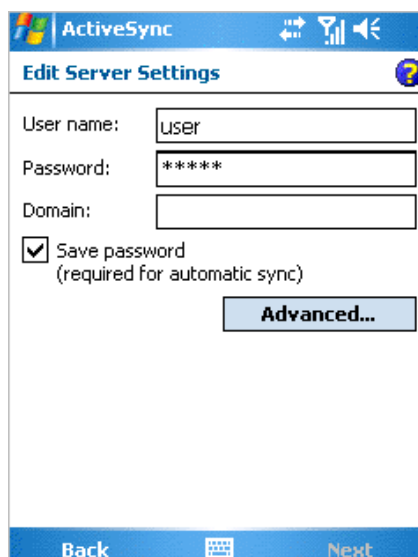 ActiveSync
Edit Server Settings
?
User name: user
Password: *****
Domain:
Save password
(required for automatic sync)
Advanced...
Back Next